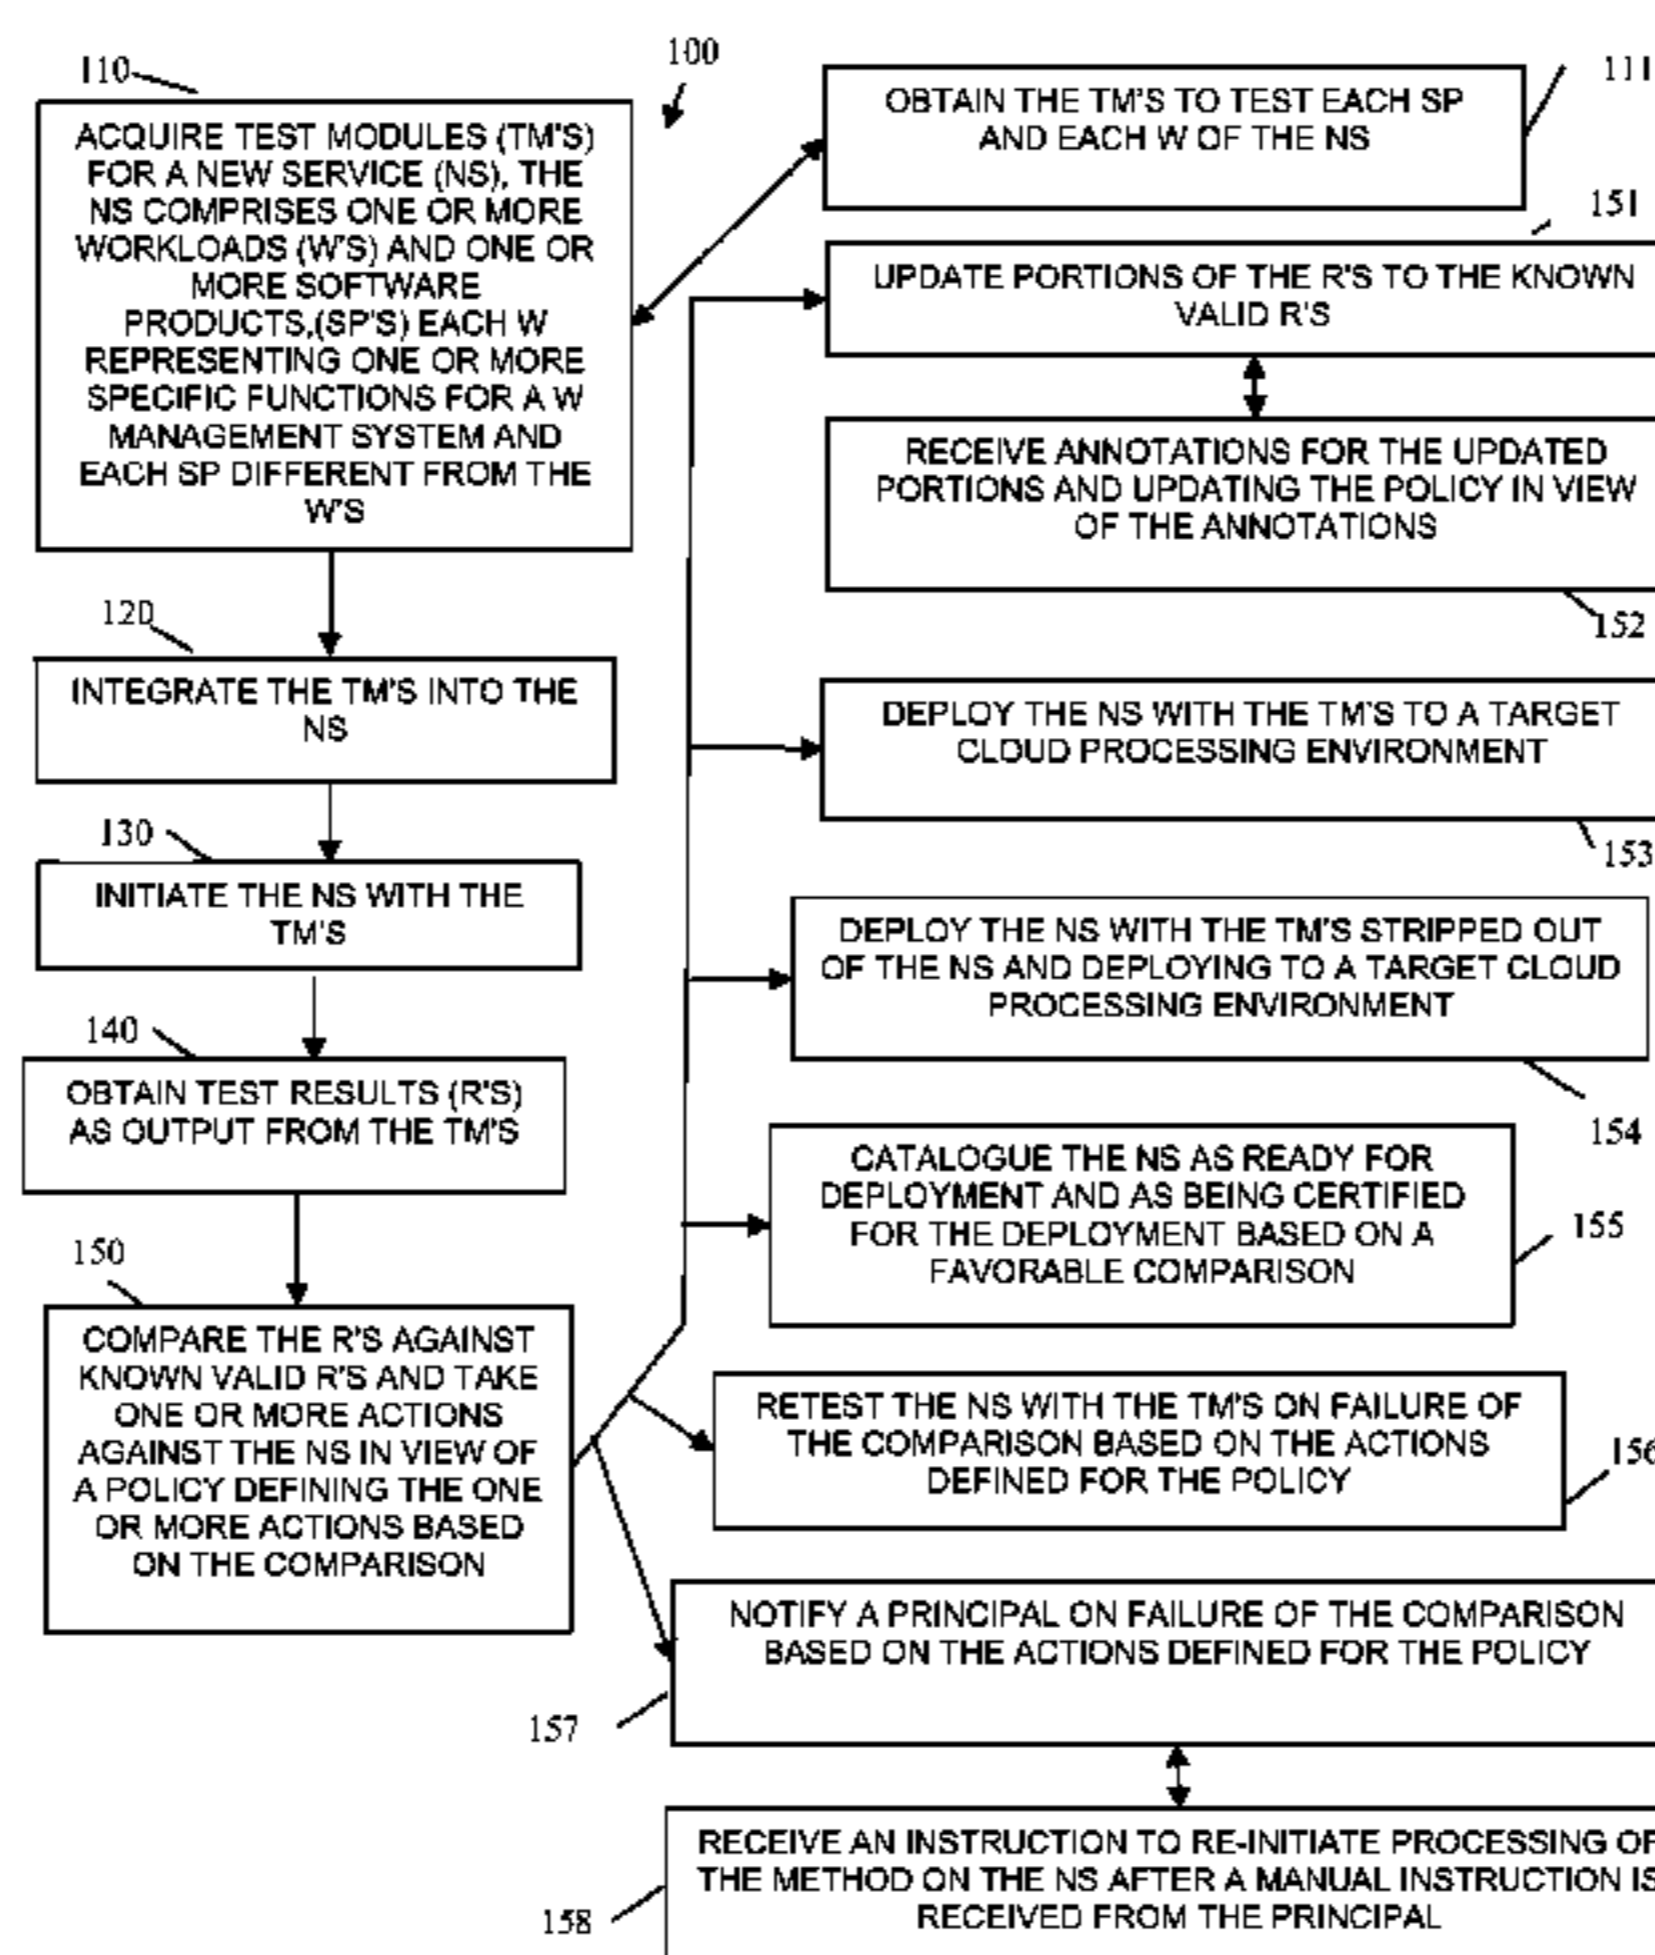 100
110
ACQUIRE TEST MODULES (TM'S)
FOR A NEW SERVICE (NS), THE
NS COMPRISES ONE OR MORE
WORKLOADS (W'S) AND ONE OR
MORE SOFTWARE
PRODUCTS,(SP'S) EACH W
REPRESENTING ONE OR MORE
SPECIFIC FUNCTIONS FOR A W
MANAGEMENT SYSTEM AND
EACH SP DIFFERENT FROM THE
W'S
120
INTEGRATE THE TM'S INTO THE
NS
130
INITIATE THE NS WITH THE
TM'S
140
OBTAIN TEST RESULTS (R'S)
AS OUTPUT FROM THE TM'S
150
COMPARE THE R'S AGAINST
KNOWN VALID R'S AND TAKE
ONE OR MORE ACTIONS
AGAINST THE NS IN VIEW OF
A POLICY DEFINING THE ONE
OR MORE ACTIONS BASED
ON THE COMPARISON
111
OBTAIN THE TM'S TO TEST EACH SP
AND EACH W OF THE NS
151
UPDATE PORTIONS OF THE R'S TO THE KNOWN
VALID R'S
RECEIVE ANNOTATIONS FOR THE UPDATED
PORTIONS AND UPDATING THE POLICY IN VIEW
OF THE ANNOTATIONS
152
DEPLOY THE NS WITH THE TM'S TO A TARGET
CLOUD PROCESSING ENVIRONMENT
153
DEPLOY THE NS WITH THE TM'S STRIPPED OUT
OF THE NS AND DEPLOYING TO A TARGET CLOUD
PROCESSING ENVIRONMENT
154
CATALOGUE THE NS AS READY FOR
DEPLOYMENT AND AS BEING CERTIFIED
FOR THE DEPLOYMENT BASED ON A
FAVORABLE COMPARISON
155
RETEST THE NS WITH THE TM'S ON FAILURE OF
THE COMPARISON BASED ON THE ACTIONS
DEFINED FOR THE POLICY
156
NOTIFY A PRINCIPAL ON FAILURE OF THE COMPARISON
BASED ON THE ACTIONS DEFINED FOR THE POLICY
157
RECEIVE AN INSTRUCTION TO RE-INITIATE PROCESSING OF
THE METHOD ON THE NS AFTER A MANUAL INSTRUCTION IS
RECEIVED FROM THE PRINCIPAL
158